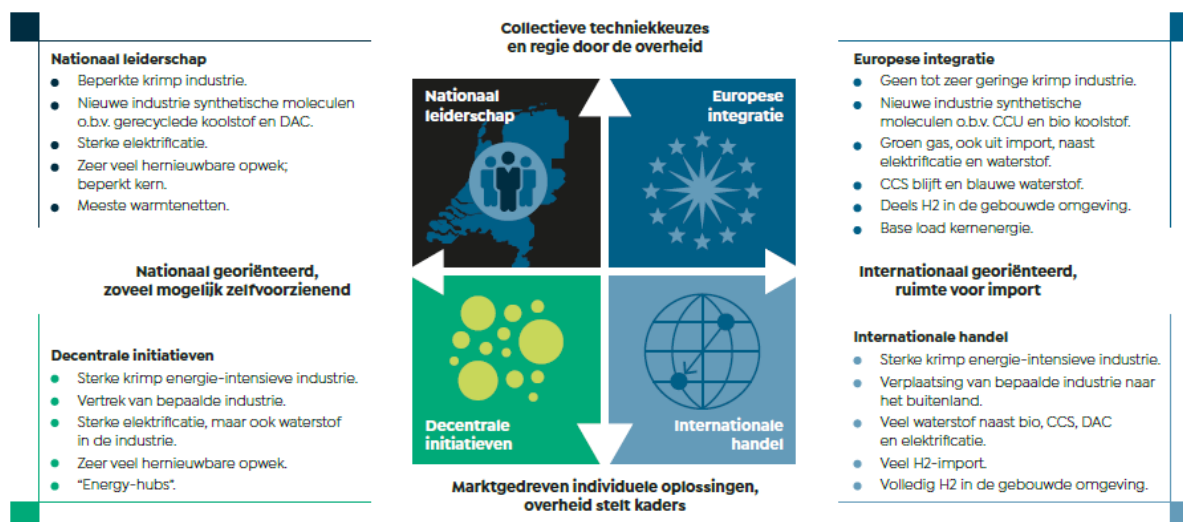 Collectieve techniekkeuzes
en regie door de overheid
Nationaal leiderschap
Beperkte krimp industrie.
Nieuwe industrie synthetische moleculen
o.b.v. gerecyclede koolstof en DAC.
Sterke elektrificatie.
Zeer veel hernieuwbare opwek;
beperkt kern.
Meeste warmtenetten.
Nationaal
leiderschap
Europese
integratie
Europese integratie
Geen tot zeer geringe krimp industrie.
Nieuwe industrie synthetische
moleculen o.b.v. CCU en bio koolstof.
Groen gas, ook uit import, naast
elektrificatie en waterstof.
CCS blijft en blauwe waterstof.
Deels H2 in de gebouwde omgeving.
Base load kernenergie.
Nationaal georiënteerd,
zoveel mogelijk zelfvoorzienend
Internationaal georiënteerd,
ruimte voor import
Decentrale initiatieven
Sterke krimp energie-intensieve industrie.
Vertrek van bepaalde industrie.
Sterke elektrificatie, maar ook waterstof
in de industrie.
Zeer veel hernieuwbare opwek.
"Energy-hubs".
Decentrale
initiatieven
Internationale
handel
Internationale handel
Sterke krimp energie-intensieve industrie.
Verplaatsing van bepaalde industrie naar
het buitenland.
Veel waterstof naast bio, CCS, DAC
en elektrificatie.
Veel H2-import.
Volledig H2 in de gebouwde omgeving.
Marktgedreven individuele oplossingen,
overheid stelt kaders